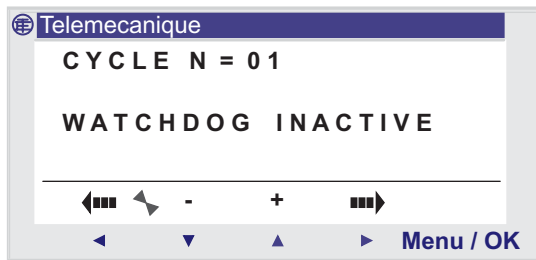 Telemecanique
CYCLE N = 01
WATCHDOG INACTIVE
- +
Menu / OK